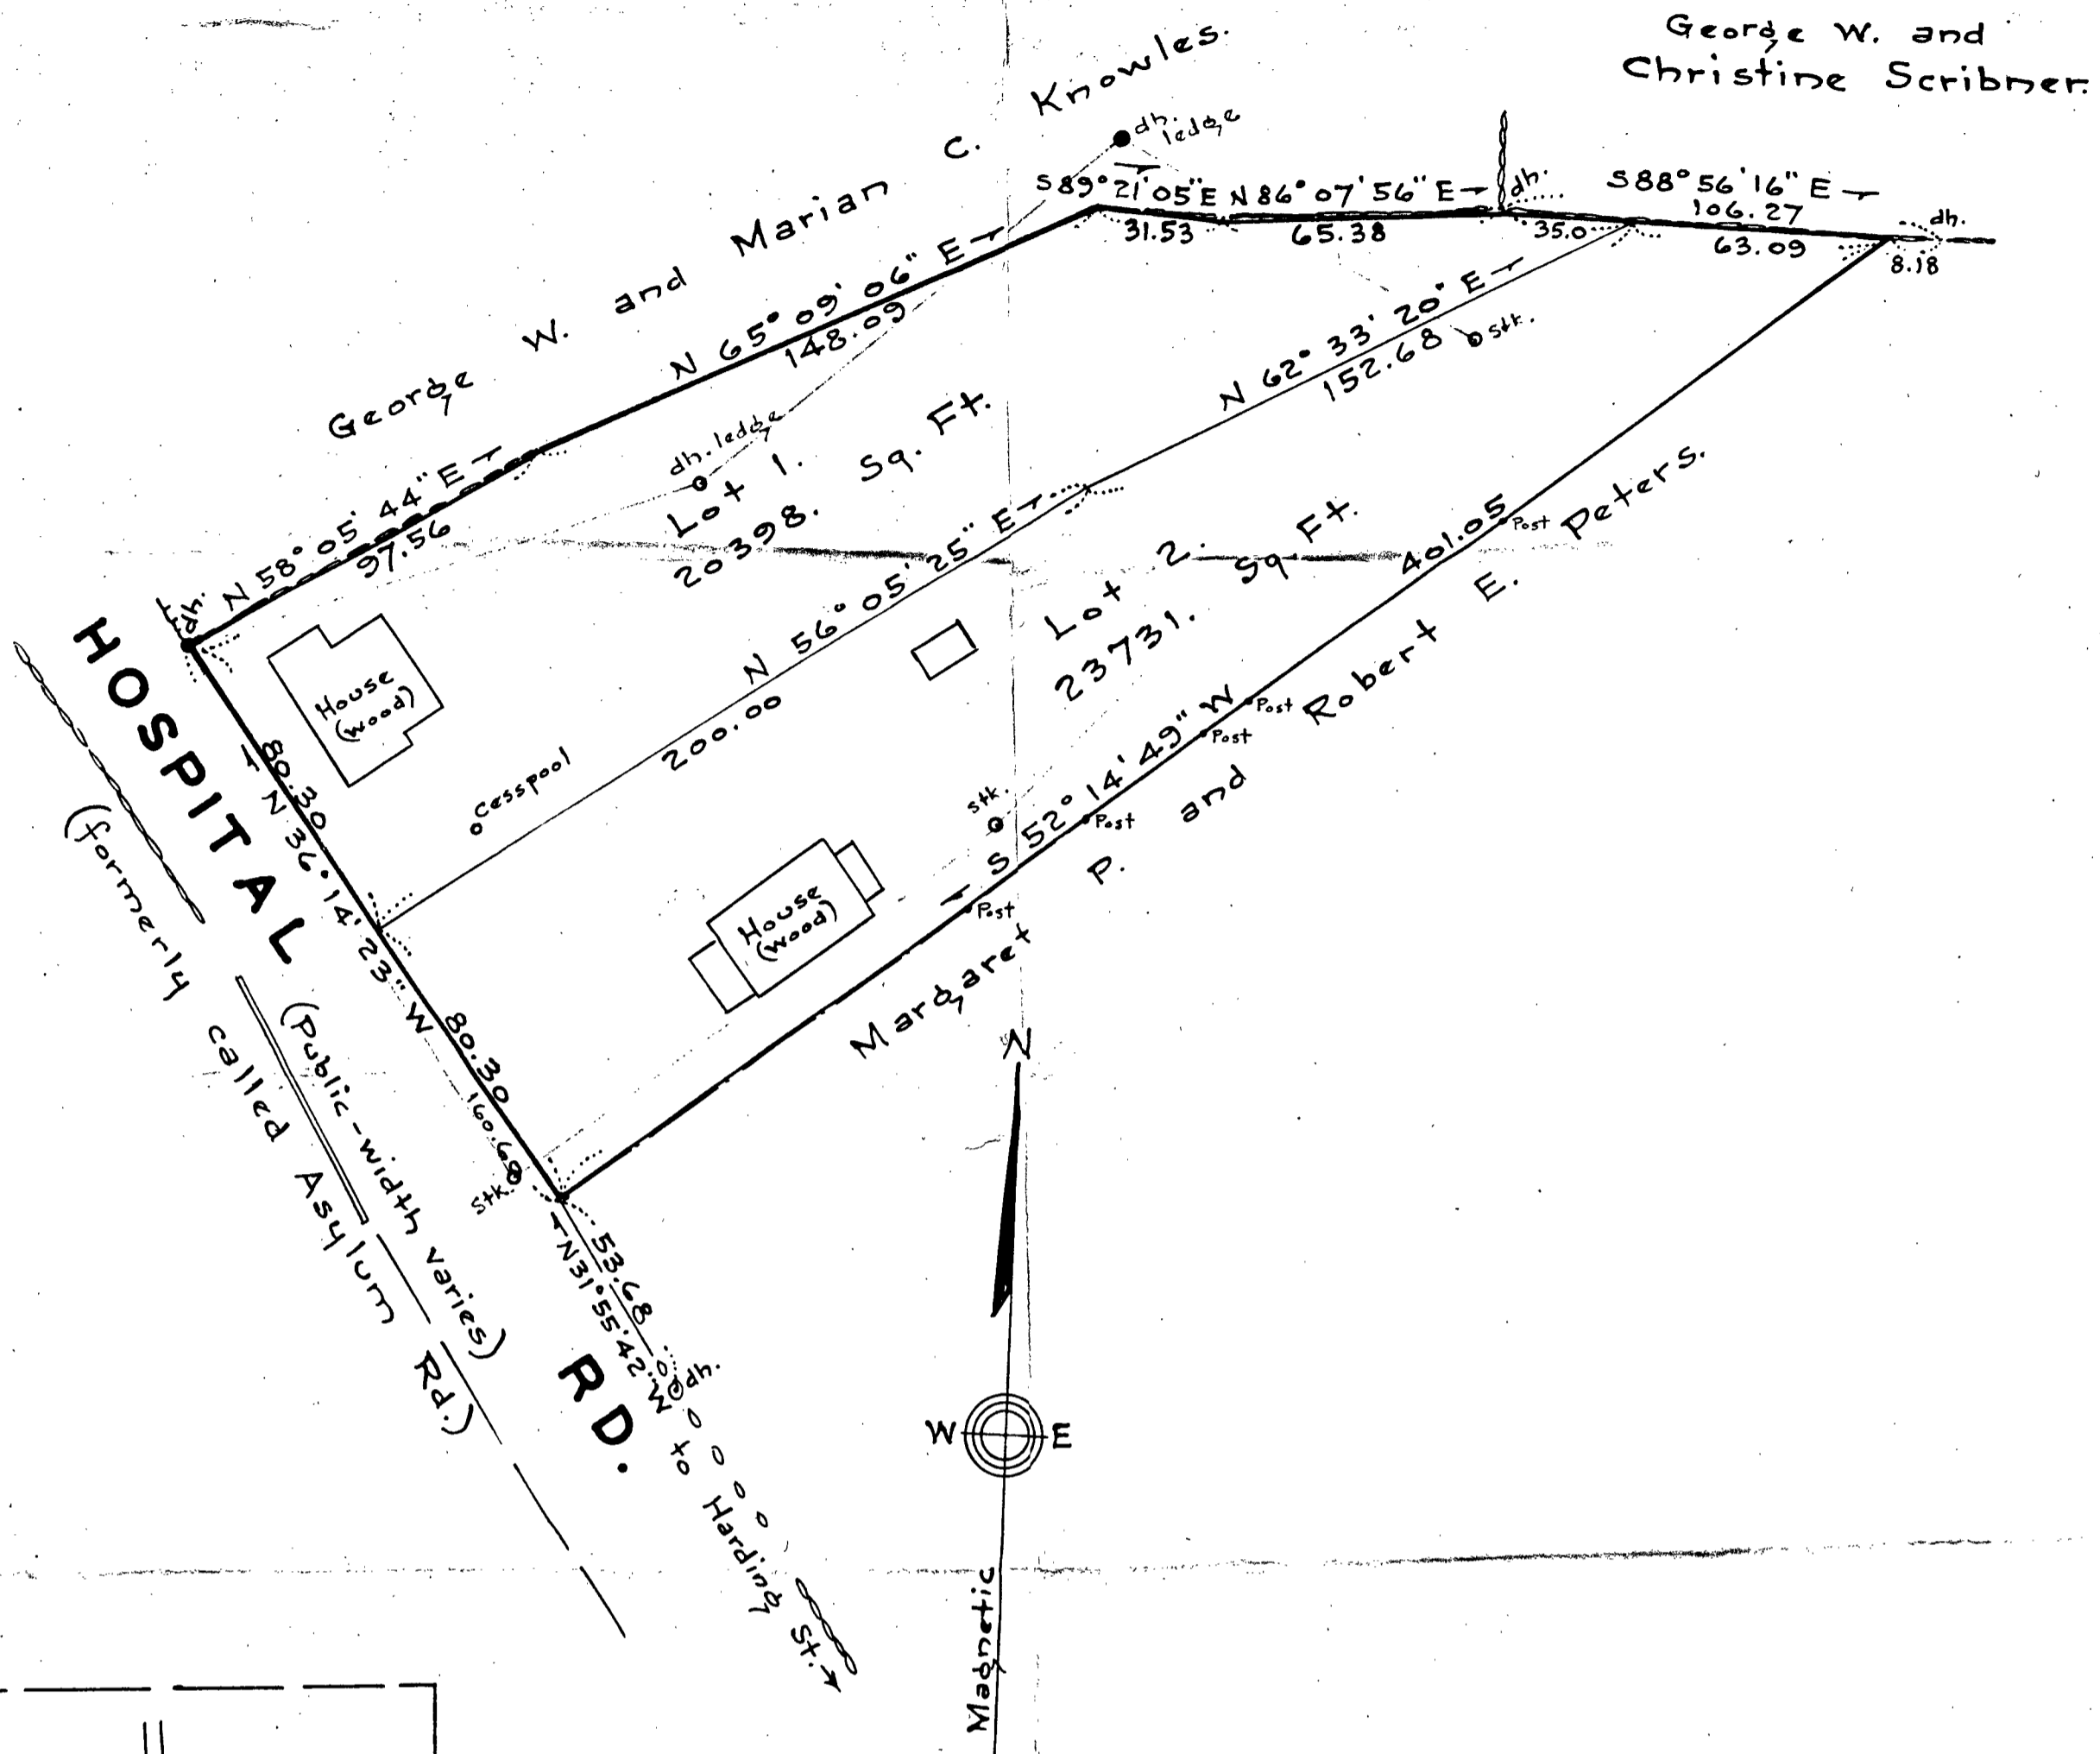 George W. and
Christine Scribner.
George W. and Marian C. Knowles.
dh.
ledge
S 89° 21' 05" E
31.53
N 86° 07' 56" E
65.38
dh.
S 88° 56' 16" E
106.27
35.0
63.09
dh.
8.18
N 65° 09' 06" E
148.09
N 62° 33' 20" E
152.68
stk.
N 58° 05' 44" E
97.56
dh. ledge
Lot 1.
20398. Sq. Ft.
N 56° 05' 25" E
200.00
Lot 2.
23731. Sq Ft.
401.05
S 52° 14' 49" W
Post
Post
Post
Post
Post
Margaret P. and Robert E. Peters.
dh.
House
(wood)
Cesspool
House
(wood)
stk.
80.30
N 36° 14' 23" W
80.30
160.60
Stk.
HOSPITAL RD.
(formerly called Asylum Rd.)
(Public-width varies)
53.68
N 31° 55' 42" W
dh.
to Harding St.
N
W E
Magnetic